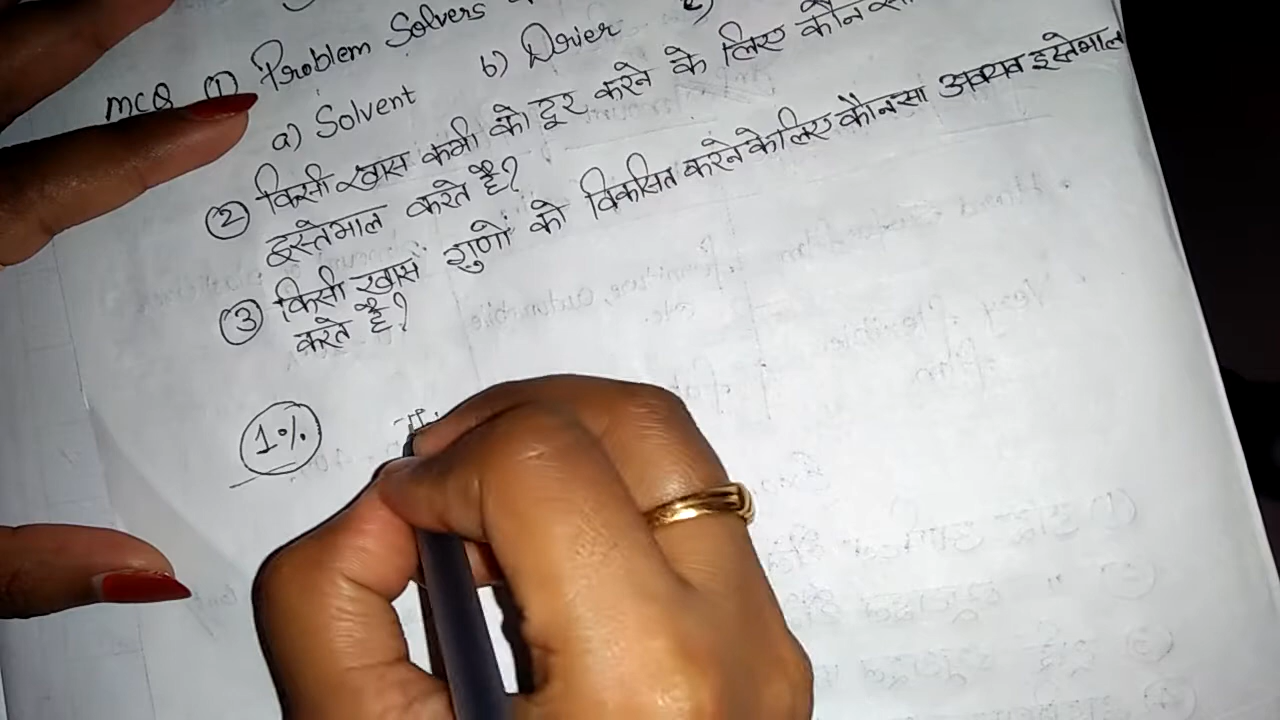 MCQ (1) Problem Solvers
a) Solvent b) Drier c)
(2) किसी खास कमी को दूर करने के लिए कौन सा
इस्तेमाल करते है?
(3) किसी खास गुणों को विकसित करने के लिए कौनसा अवयव इस्तेमाल
करते है?
1%